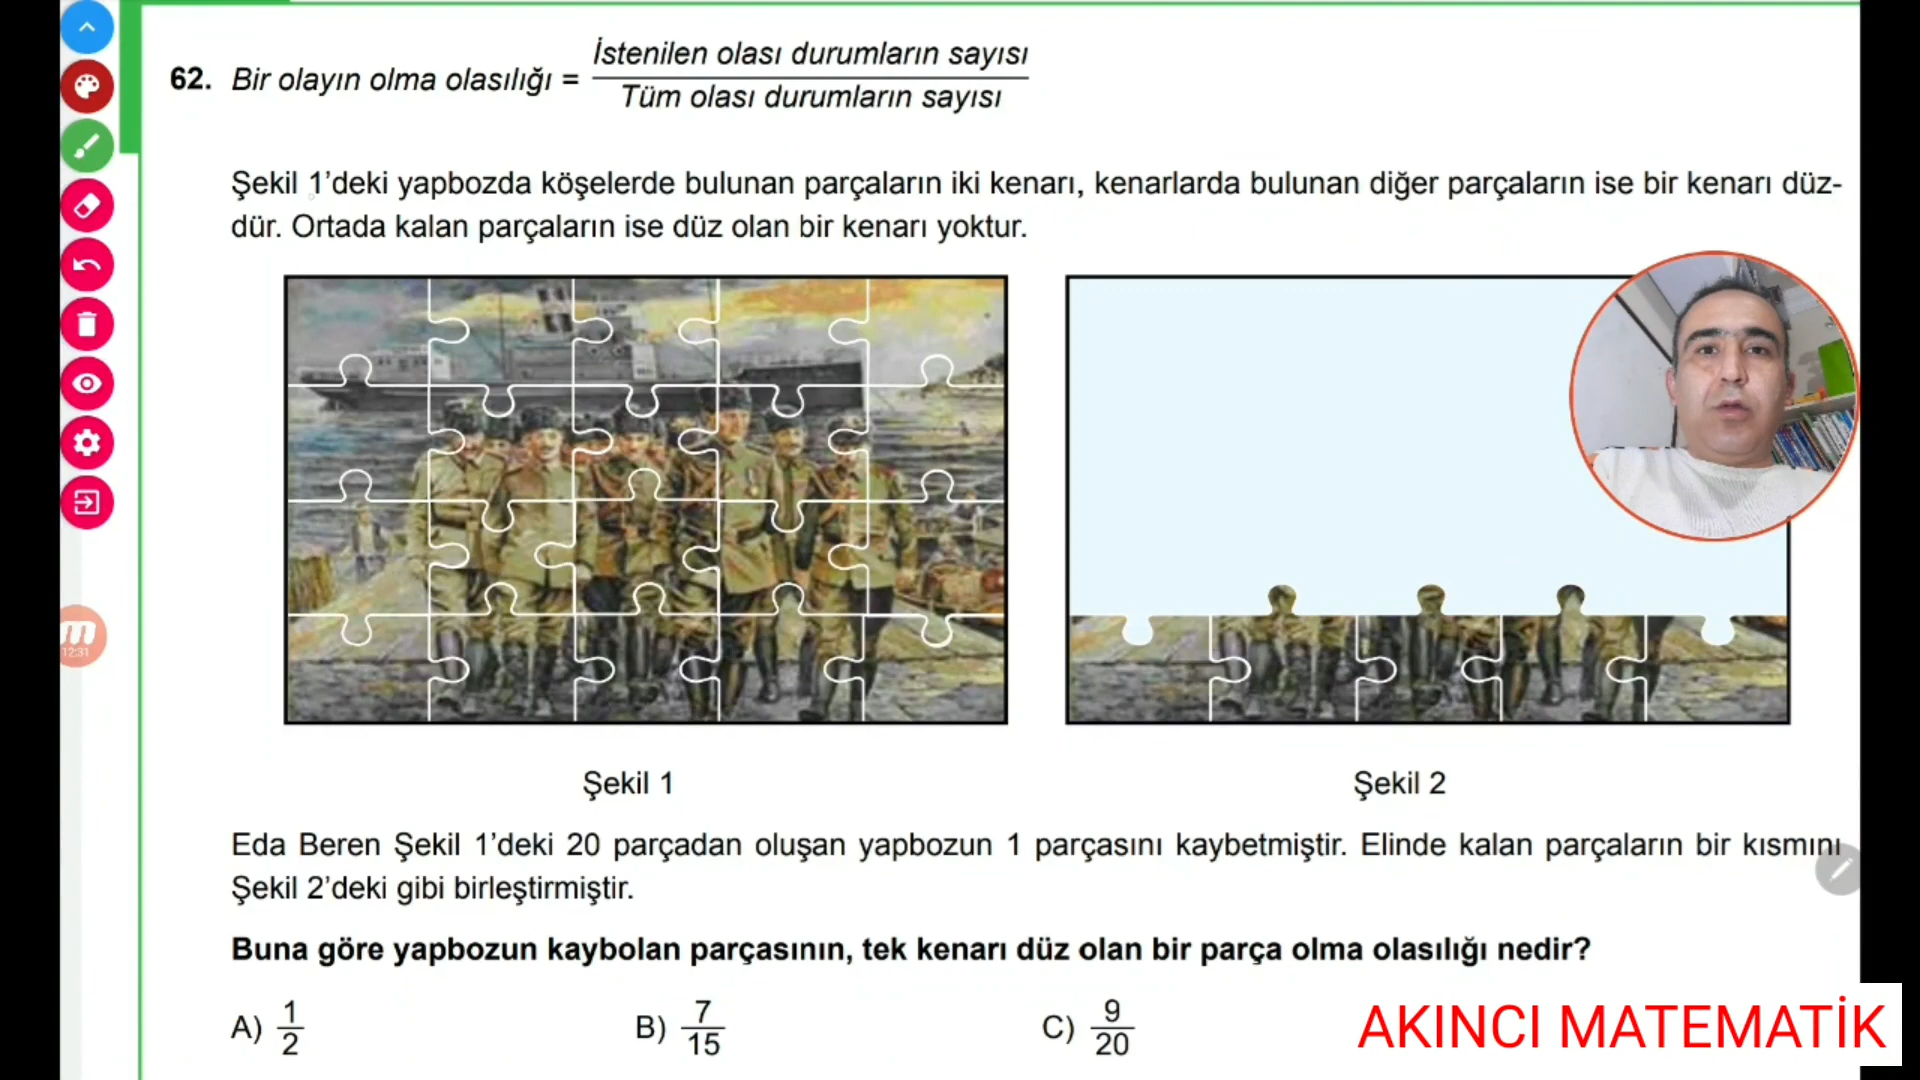 62. Bir olayın olma olasılığı = İstenilen olası durumların sayısı
Tüm olası durumların sayısı
Şekil 1'deki yapbozda köşelerde bulunan parçaların iki kenarı, kenarlarda bulunan diğer parçaların ise bir kenarı düz-
dür. Ortada kalan parçaların ise düz olan bir kenarı yoktur.
Şekil 1
Şekil 2
Eda Beren Şekil 1'deki 20 parçadan oluşan yapbozun 1 parçasını kaybetmiştir. Elinde kalan parçaların bir kısmını
Şekil 2'deki gibi birleştirmiştir.
Buna göre yapbozun kaybolan parçasının, tek kenarı düz olan bir parça olma olasılığı nedir?
A) 1/2 B) 7/15 C) 9/20
AKINCI MATEMATİK
m
12:31